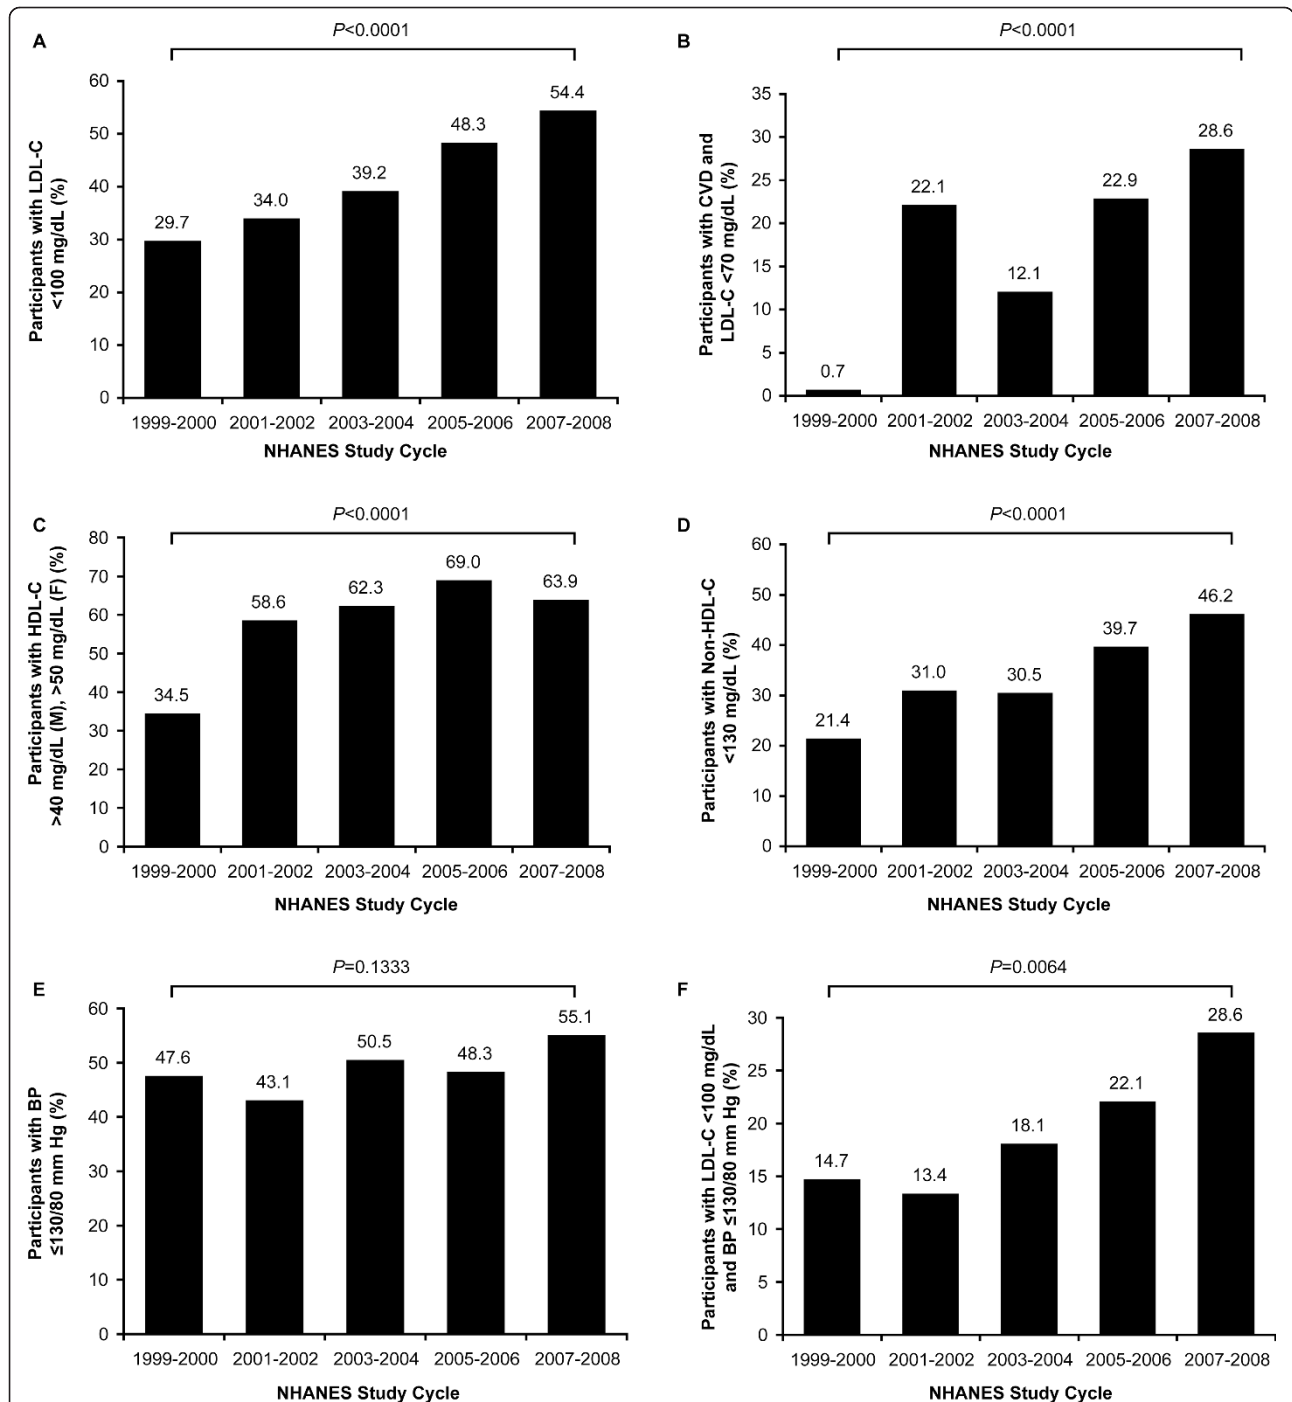 A
P<0.0001
Participants with LDL-C
<100 mg/dL (%)
60
50
40
30
20
10
0
29.7
34.0
39.2
48.3
54.4
1999-2000 2001-2002 2003-2004 2005-2006 2007-2008
NHANES Study Cycle
B
P<0.0001
Participants with CVD and
LDL-C <70 mg/dL (%)
35
30
25
20
15
10
5
0
0.7
22.1
12.1
22.9
28.6
1999-2000 2001-2002 2003-2004 2005-2006 2007-2008
NHANES Study Cycle
C
P<0.0001
Participants with HDL-C
>40 mg/dL (M), >50 mg/dL (F) (%)
80
70
60
50
40
30
20
10
0
34.5
58.6
62.3
69.0
63.9
1999-2000 2001-2002 2003-2004 2005-2006 2007-2008
NHANES Study Cycle
D
P<0.0001
Participants with Non-HDL-C
<130 mg/dL (%)
60
50
40
30
20
10
0
21.4
31.0
30.5
39.7
46.2
1999-2000 2001-2002 2003-2004 2005-2006 2007-2008
NHANES Study Cycle
E
P=0.1333
Participants with BP
≤130/80 mm Hg (%)
60
50
40
30
20
10
0
47.6
43.1
50.5
48.3
55.1
1999-2000 2001-2002 2003-2004 2005-2006 2007-2008
NHANES Study Cycle
F
P=0.0064
Participants with LDL-C <100 mg/dL
and BP ≤130/80 mm Hg (%)
30
25
20
15
10
5
0
14.7
13.4
18.1
22.1
28.6
1999-2000 2001-2002 2003-2004 2005-2006 2007-2008
NHANES Study Cycle